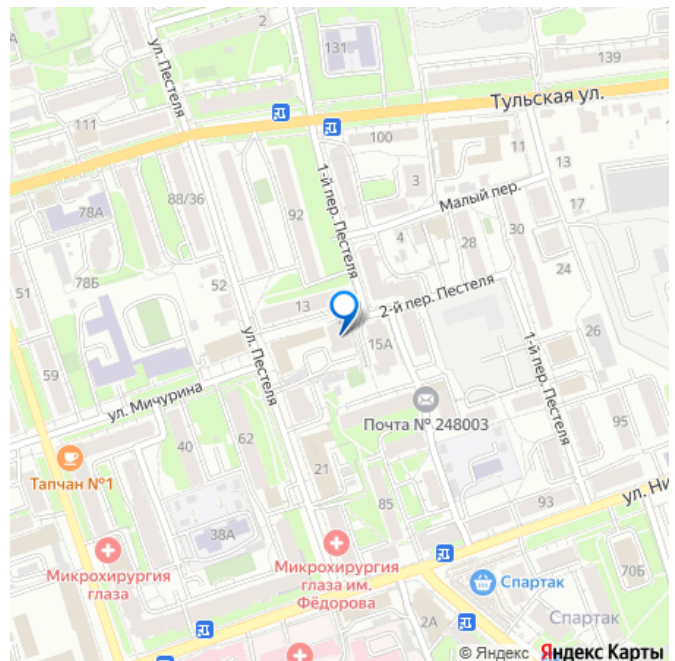 2
131
139
ул. Пестеля
Тульская ул.
111
100
11
13
3
1-й пер. Пестеля
88/36
78А
92
Малый пер.
17
4
28
30
24
78Б
52
51
13
2-й пер. Пестеля
26
ул. Пестеля
15А
1-й пер. Пестеля
59
ул. Мичурина
Почта № 248003
95
40
62
Тапчан №1
21
85
93
ул. Ни
38А
Микрохирургия
глаза
Микрохирургия
глаза им.
Фёдорова
Спартак
70Б
2А
Спартак
© Яндекс Яндекс Карты